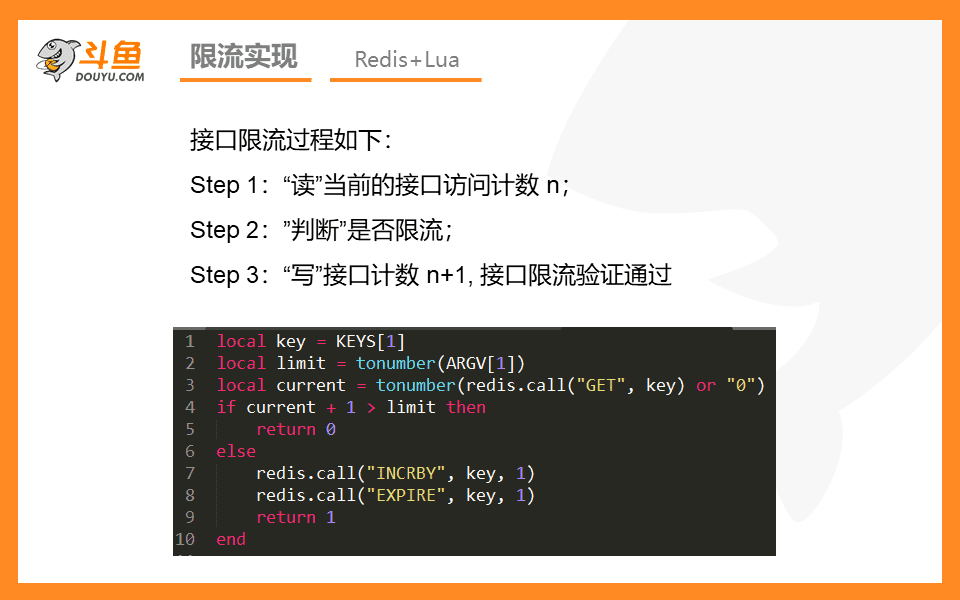 斗鱼
DOUYU.COM
限流实现
Redis+Lua
接口限流过程如下：
Step 1：“读”当前的接口访问计数 n；
Step 2：”判断”是否限流；
Step 3：“写”接口计数 n+1, 接口限流验证通过
1 local key = KEYS[1]
2 local limit = tonumber(ARGV[1])
3 local current = tonumber(redis.call("GET", key) or "0")
4 if current + 1 > limit then
5     return 0
6 else
7     redis.call("INCRBY", key, 1)
8     redis.call("EXPIRE", key, 1)
9     return 1
10 end